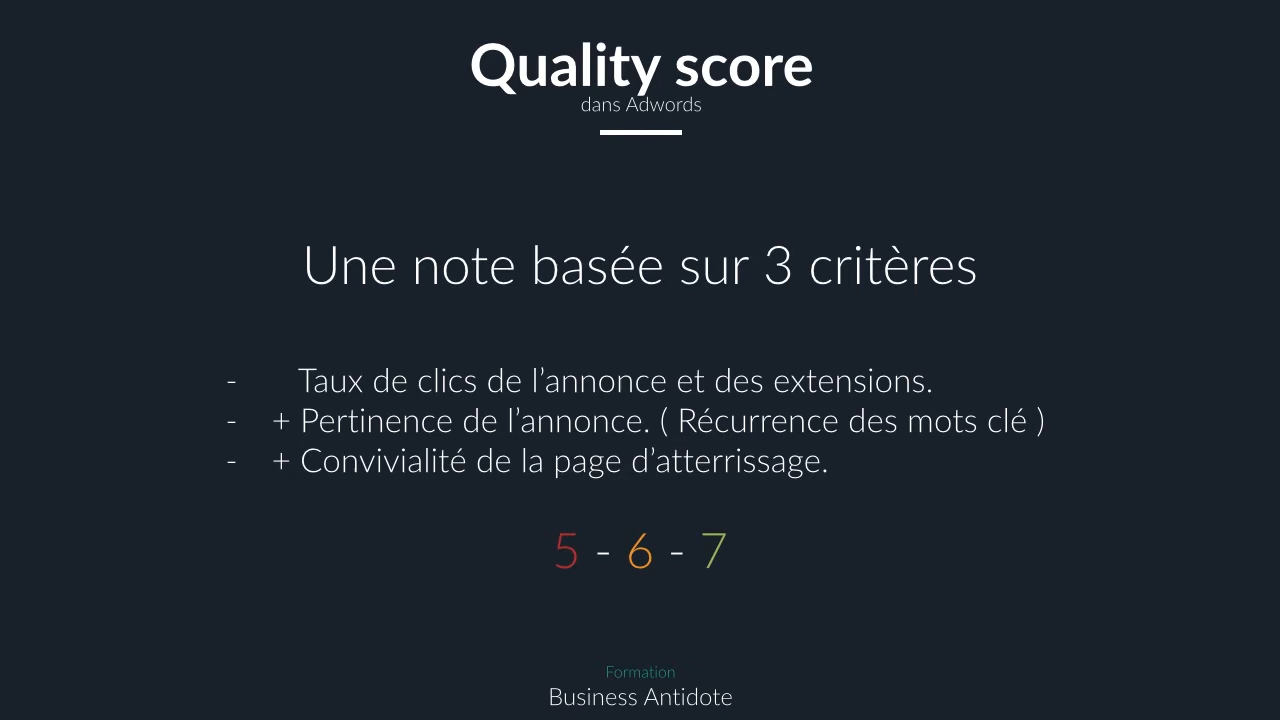 Quality score
dans Adwords
Une note basée sur 3 critères
- Taux de clics de l’annonce et des extensions.
- + Pertinence de l’annonce. ( Récurrence des mots clé )
- + Convivialité de la page d’atterrissage.
5 - 6 - 7
Formation
Business Antidote